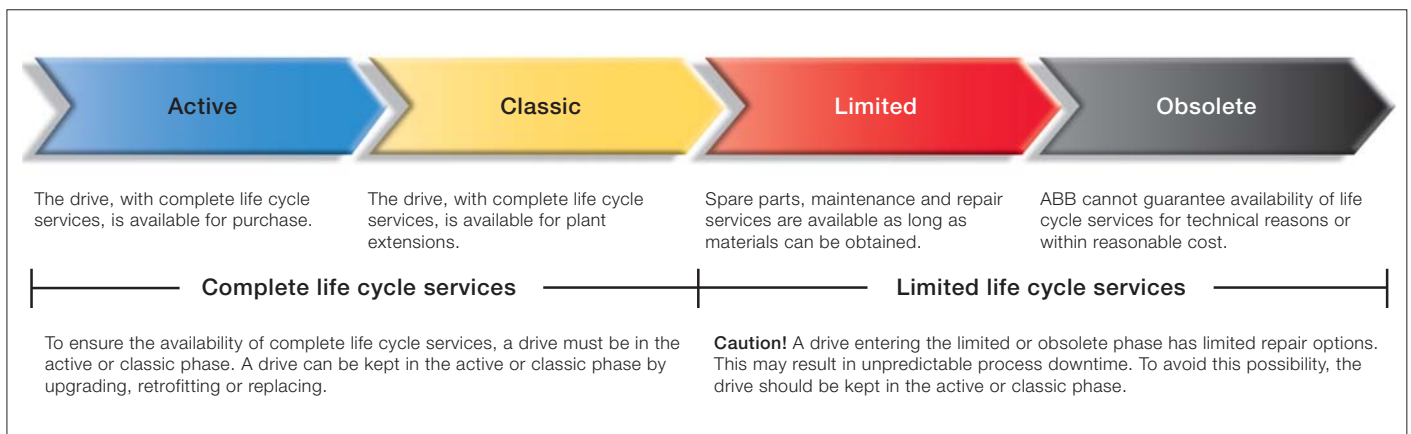 Active
Classic
Limited
Obsolete
The drive, with complete life cycle
services, is available for purchase.
The drive, with complete life cycle
services, is available for plant
extensions.
Spare parts, maintenance and repair
services are available as long as
materials can be obtained.
ABB cannot guarantee availability of life
cycle services for technical reasons or
within reasonable cost.
Complete life cycle services
Limited life cycle services
To ensure the availability of complete life cycle services, a drive must be in the
active or classic phase. A drive can be kept in the active or classic phase by
upgrading, retrofitting or replacing.
Caution! A drive entering the limited or obsolete phase has limited repair options.
This may result in unpredictable process downtime. To avoid this possibility, the
drive should be kept in the active or classic phase.